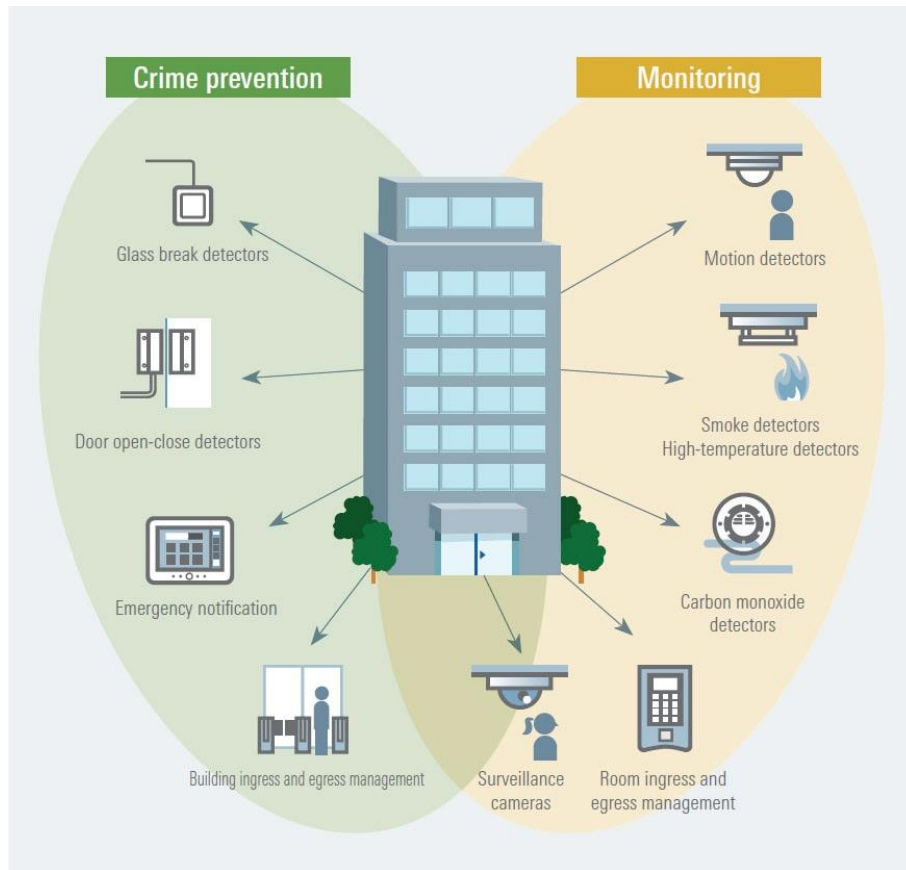 Crime prevention
Monitoring
Glass break detectors
Motion detectors
Door open-close detectors
Smoke detectors
High-temperature detectors
Emergency notification
Carbon monoxide
detectors
Building ingress and egress management
Surveillance
cameras
Room ingress and
egress management